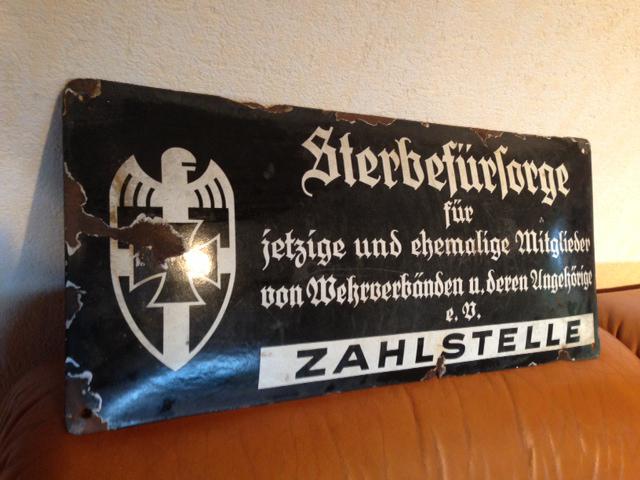 Sterbefürsorge
für
jetzige und ehemalige Mitglieder
von Wehrverbänden u. deren Angehörige
e. V.
ZAHLSTELLE